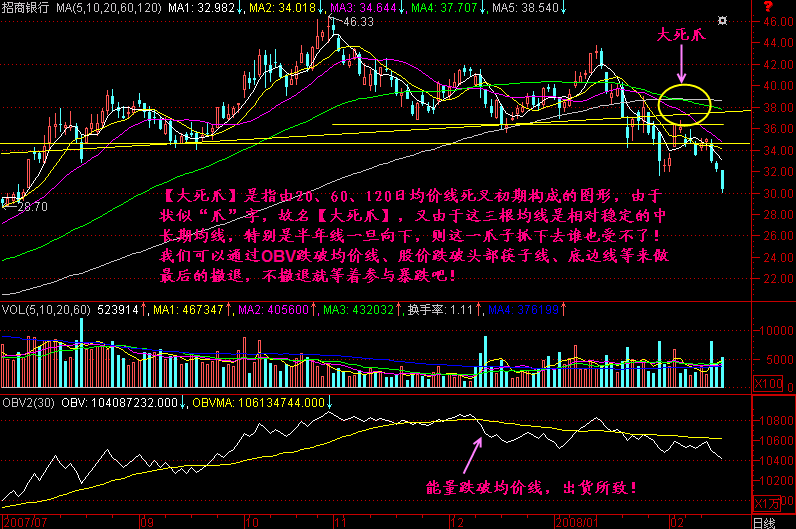 招商银行 MA(5,10,20,60,120) MA1: 32.982↓, MA2: 34.018↓, MA3: 34.644↓, MA4: 37.707↓, MA5: 38.540↓
?
46.33
46.00
大死爪
44.00
42.00
40.00
38.00
36.00
34.00
32.00
【大死爪】是指由20、60、120日均价线死叉初期构成的图形，由于
30.00
28.70
状似“爪”字，故名【大死爪】，又由于这三根均线是相对稳定的中
28.00
长期均线，特别是半年线一旦向下，则这一爪子抓下去谁也受不了！
26.00
我们可以通过OBV跌破均价线、股价跌破头部筷子线、底边线等来做
24.00
最后的撤退，不撤退就等着参与暴跌吧！
22.00
VOL(5,10,20,60) 523914↑, MA1: 467347↑, MA2: 405600↑, MA3: 432032↑, 换手率: 1.11↑, MA4: 376199↑
10000
5000
X100
OBV2(30) OBV: 104087232.000↓, OBVMA: 106134744.000↓
10800
10600
10400
能量跌破均价线，出货所致！
10200
10000
X1万
2007/07 09 10 11 12 2008/01 02 日线